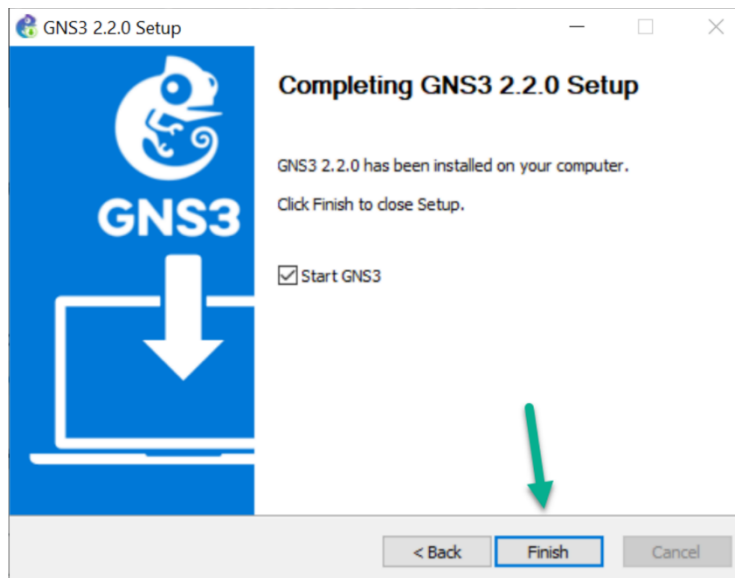 GNS3 2.2.0 Setup
Completing GNS3 2.2.0 Setup
GNS3 2.2.0 has been installed on your computer.
Click Finish to close Setup.
GNS3
Start GNS3
< Back
Finish
Cancel